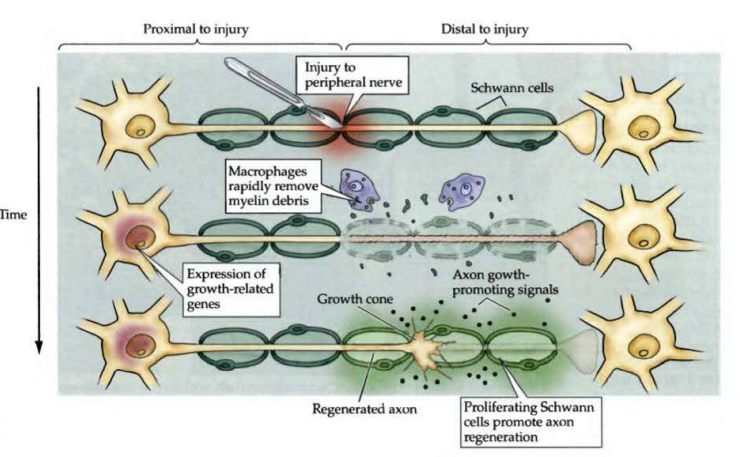 Proximal to injury
Distal to injury
Injury to
peripheral nerve
Schwann cells
Macrophages
rapidly remove
myelin debris
Time
Expression of
growth-related
genes
Axon gowth-
promoting signals
Growth cone
Regenerated axon
Proliferating Schwann
cells promote axon
regeneration